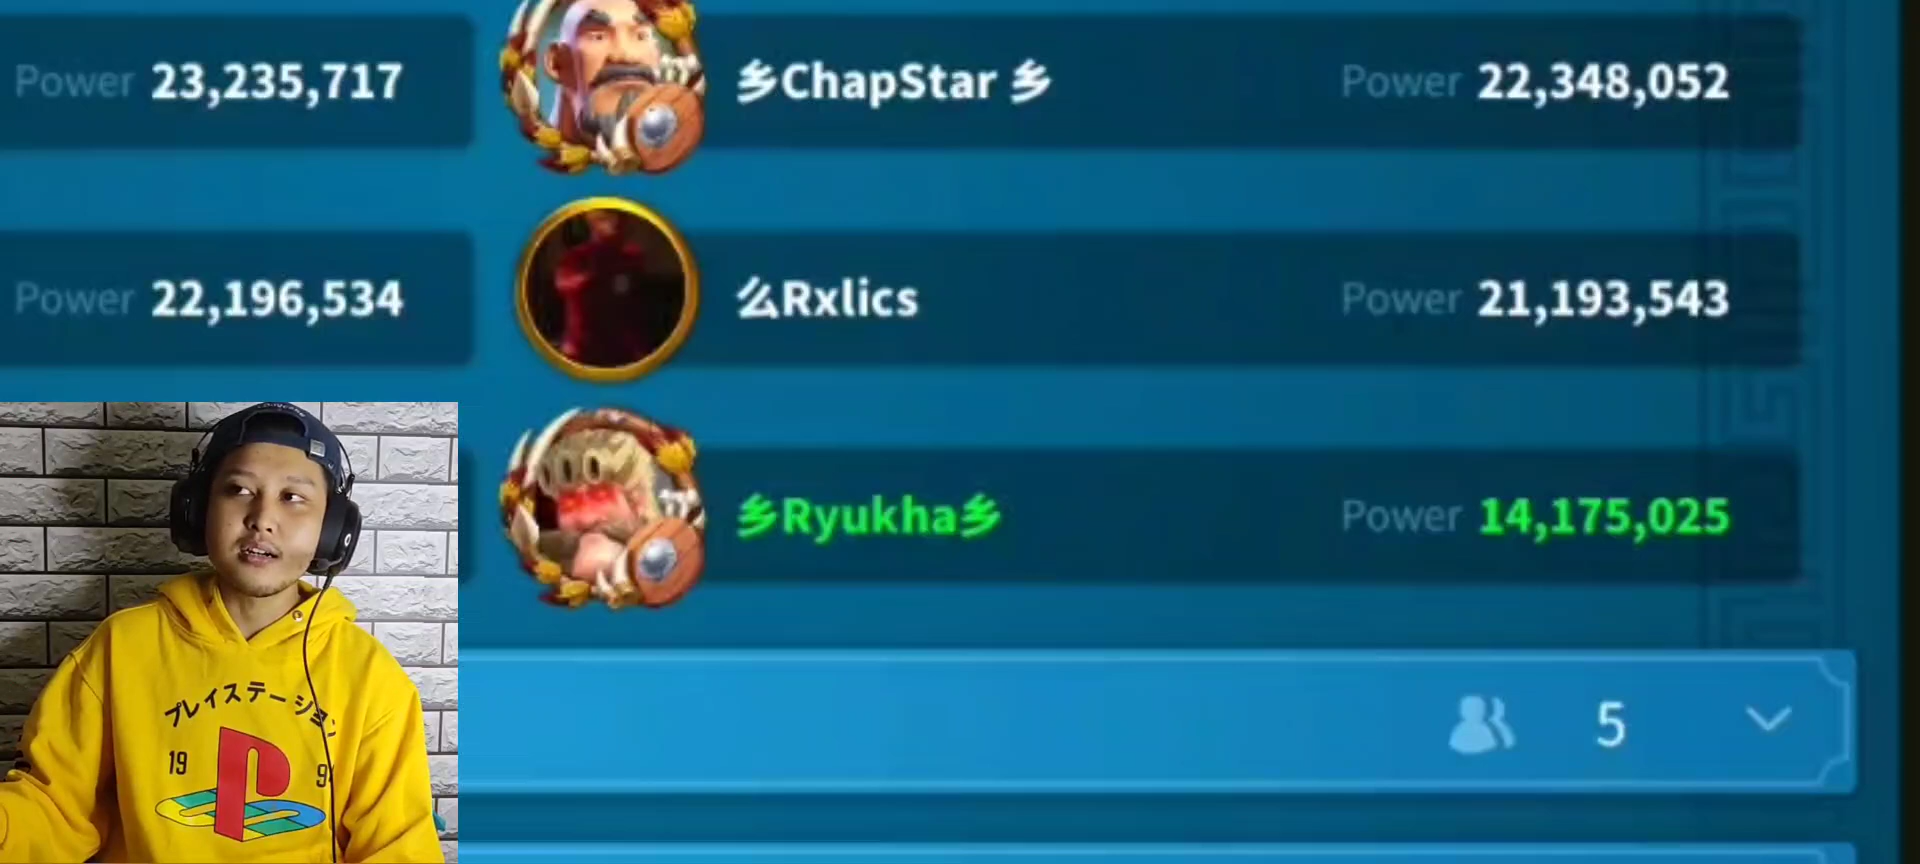 Power 23,235,717
乡ChapStar 乡 Power 22,348,052
Power 22,196,534
么Rxlics Power 21,193,543
乡Ryukha乡 Power 14,175,025
5
プレイステーション
19 9